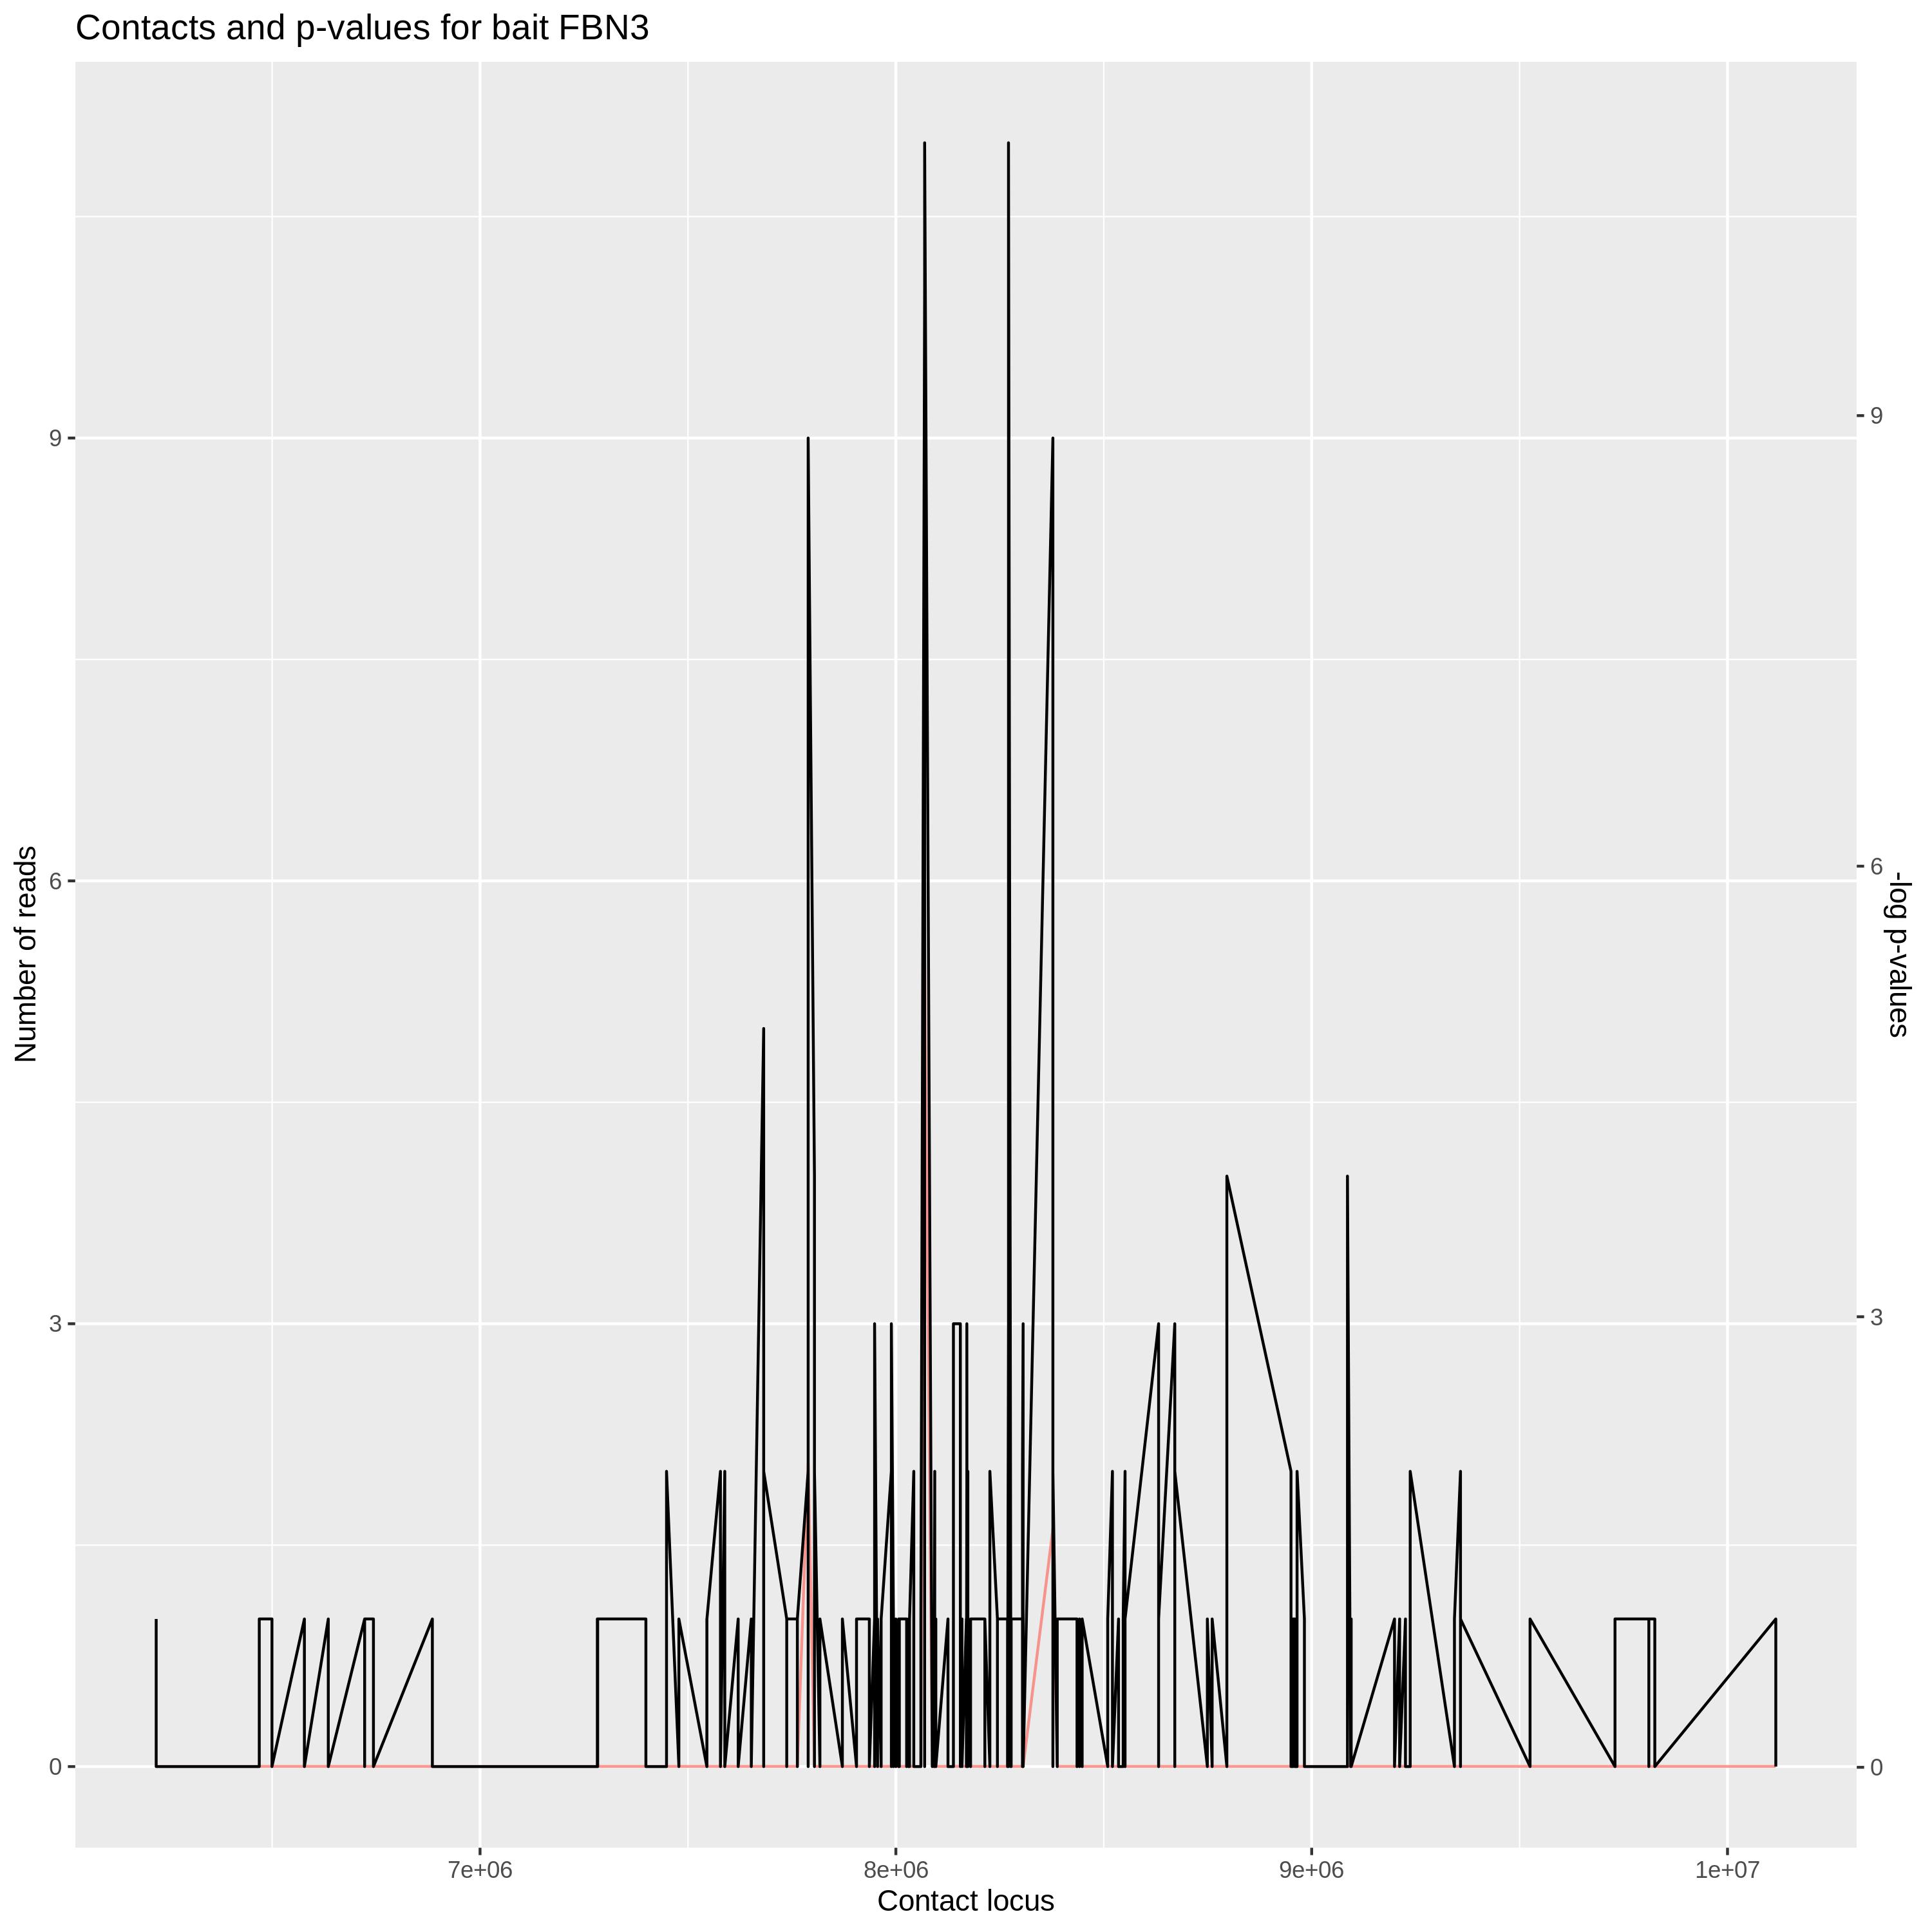 Contacts and p-values for bait FBN3
Number of reads
9
6
3
0
9
6
3
0
-log p-values
7e+06
8e+06
9e+06
1e+07
Contact locus